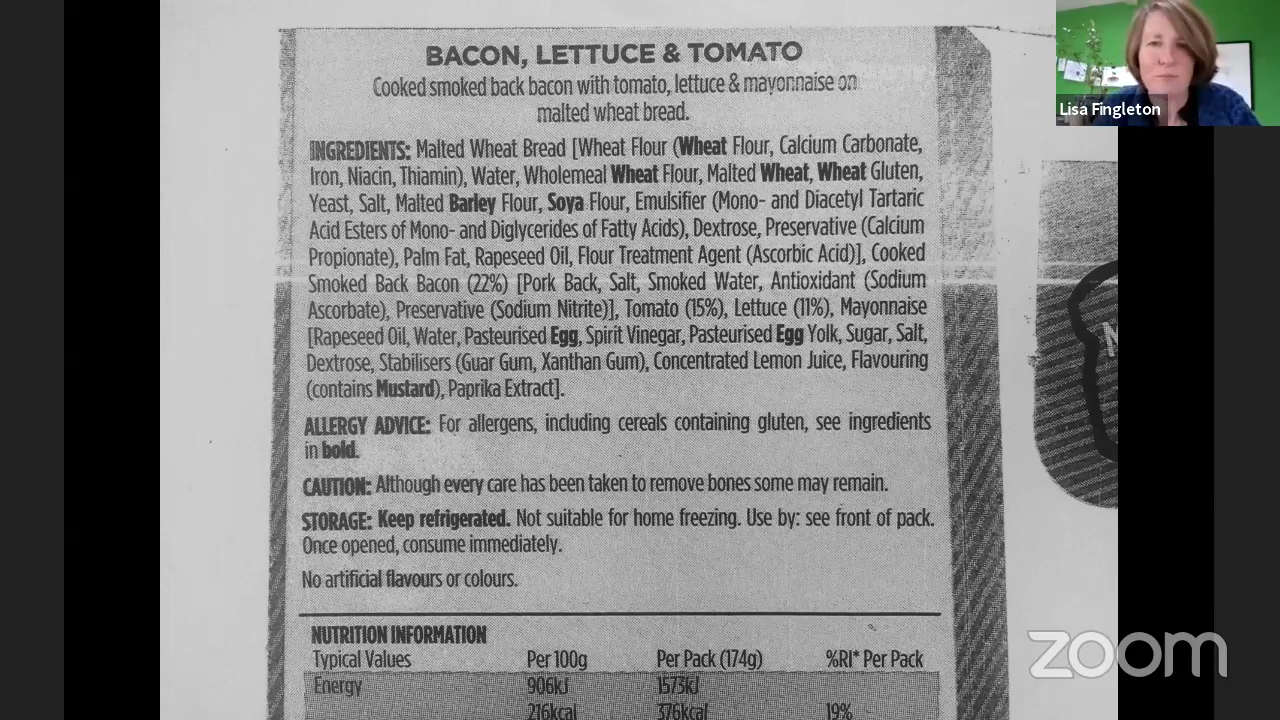 BACON, LETTUCE & TOMATO
Cooked smoked back bacon with tomato, lettuce & mayonnaise on
malted wheat bread.
INGREDIENTS: Malted Wheat Bread [Wheat Flour (Wheat Flour, Calcium Carbonate,
Iron, Niacin, Thiamin), Water, Wholemeal Wheat Flour, Malted Wheat, Wheat Gluten,
Yeast, Salt, Malted Barley Flour, Soya Flour, Emulsifier (Mono- and Diacetyl Tartaric
Acid Esters of Mono- and Diglycerides of Fatty Acids), Dextrose, Preservative (Calcium
Propionate), Palm Fat, Rapeseed Oil, Flour Treatment Agent (Ascorbic Acid)], Cooked
Smoked Back Bacon (22%) [Pork Back, Salt, Smoked Water, Antioxidant (Sodium
Ascorbate), Preservative (Sodium Nitrite)], Tomato (15%), Lettuce (11%), Mayonnaise
[Rapeseed Oil, Water, Pasteurised Egg, Spirit Vinegar, Pasteurised Egg Yolk, Sugar, Salt,
Dextrose, Stabilisers (Guar Gum, Xanthan Gum), Concentrated Lemon Juice, Flavouring
(contains Mustard), Paprika Extract].
ALLERGY ADVICE: For allergens, including cereals containing gluten, see ingredients
in bold.
CAUTION: Although every care has been taken to remove bones some may remain.
STORAGE: Keep refrigerated. Not suitable for home freezing. Use by: see front of pack.
Once opened, consume immediately.
No artificial flavours or colours.
NUTRITION INFORMATION
Typical Values Per 100g Per Pack (174g) %RI* Per Pack
Energy 906kJ 1573kJ
216kcal 376kcal 19%
Lisa Fingleton
zoom